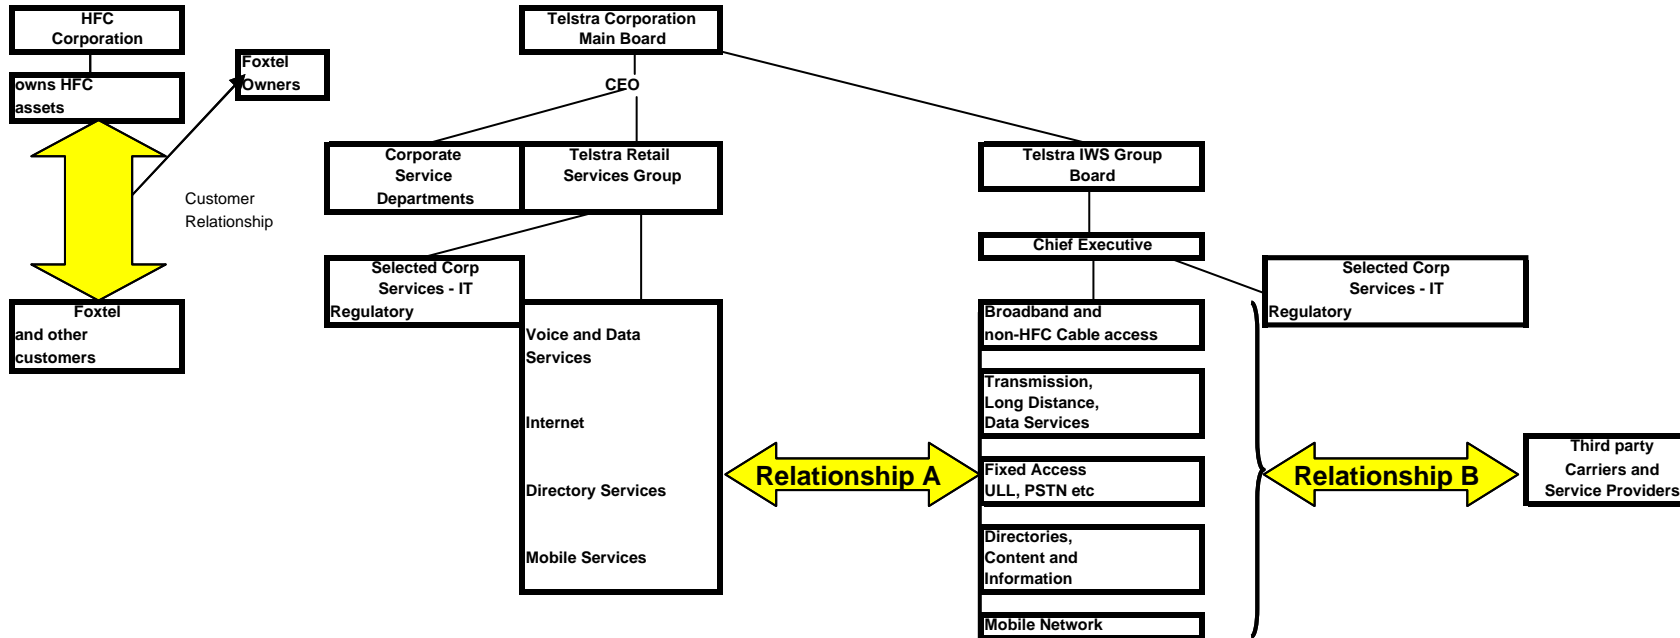 HFC
Corporation
owns HFC
assets
Foxtel
Owners
Customer
Relationship
Foxtel
and other
customers
Telstra Corporation
Main Board
CEO
Corporate
Service
Departments
Telstra Retail
Services Group
Selected Corp
Services - IT
Regulatory
Voice and Data
Services
Internet
Directory Services
Mobile Services
Relationship A
Telstra IWS Group
Board
Chief Executive
Selected Corp
Services - IT
Regulatory
Broadband and
non-HFC Cable access
Transmission,
Long Distance,
Data Services
Fixed Access
ULL, PSTN etc
Directories,
Content and
Information
Mobile Network
Relationship B
Third party
Carriers and
Service Providers